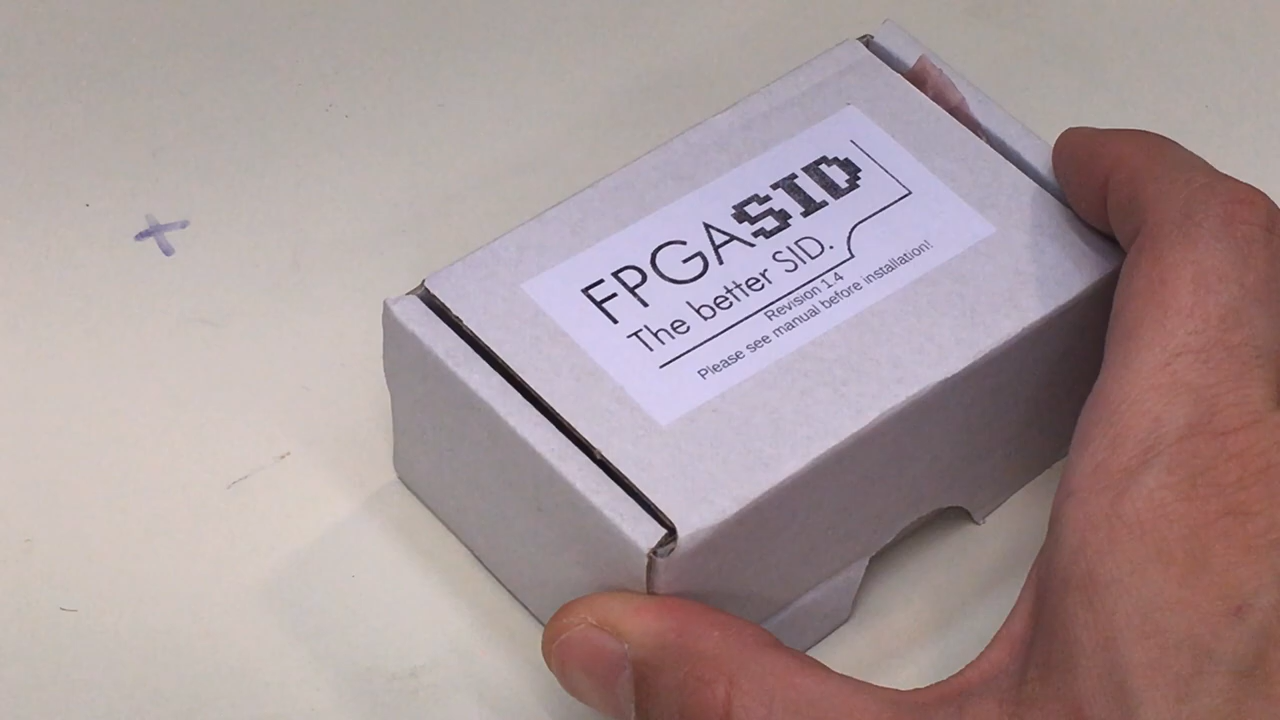 FPGASID
The better SID.
Revision 1.4
Please see manual before installation!